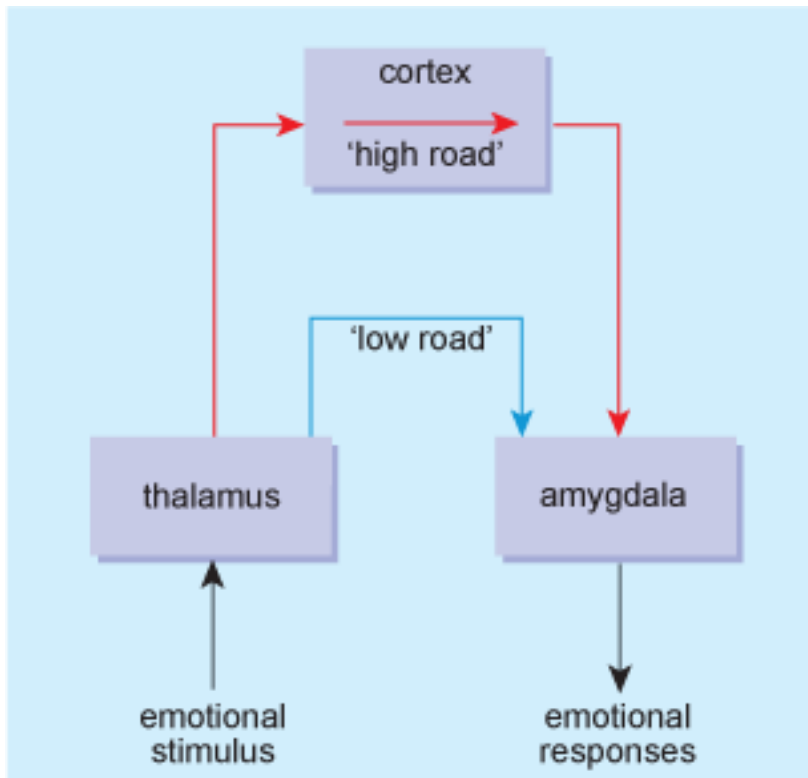 cortex
‘high road’
‘low road’
thalamus
amygdala
emotional
stimulus
emotional
responses